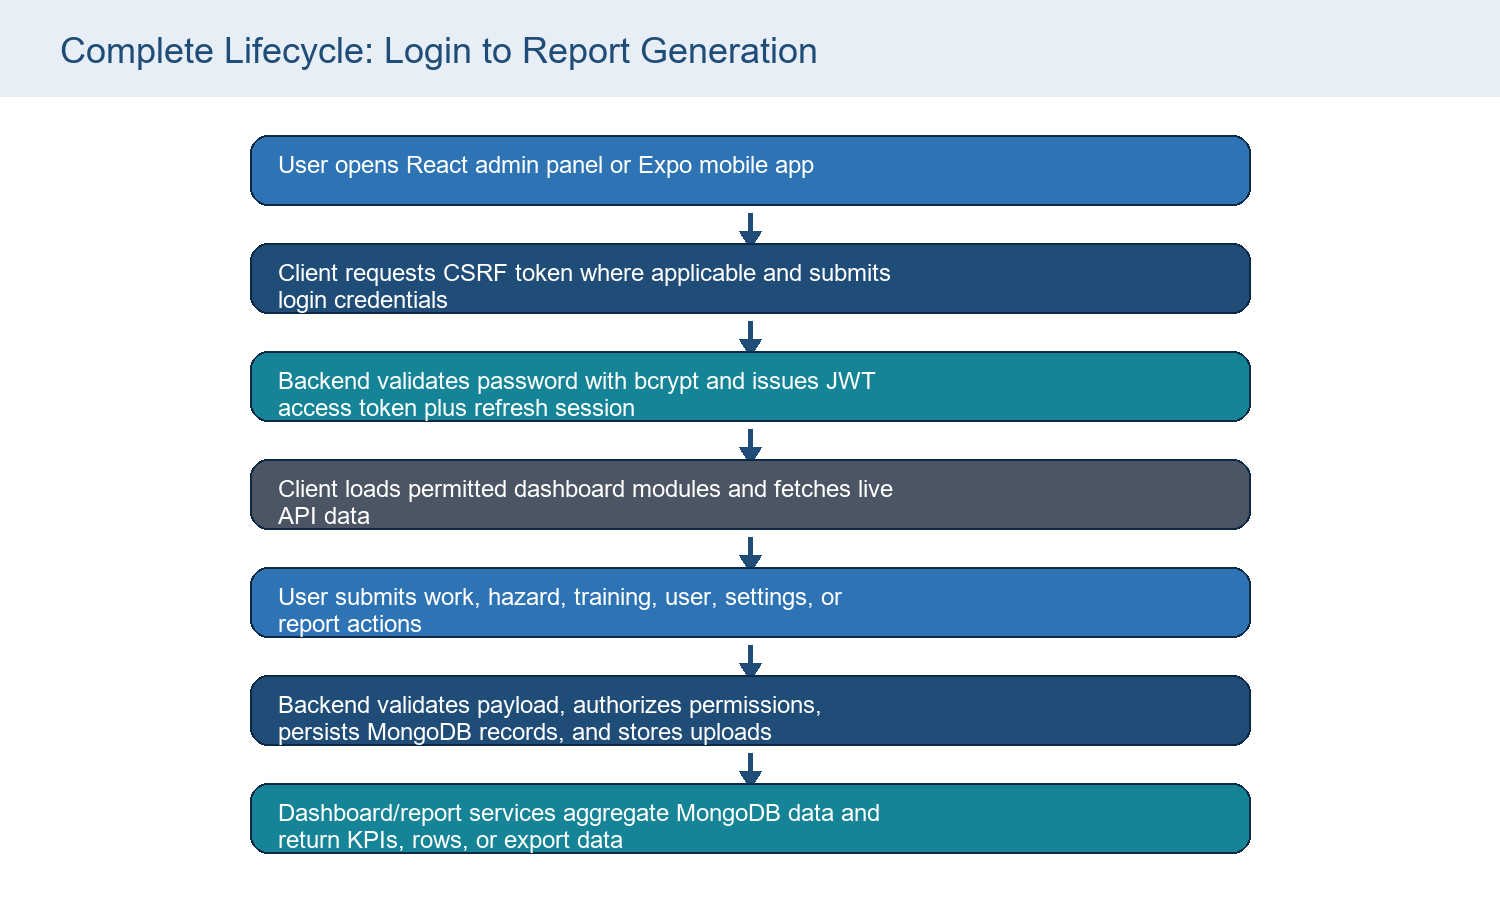 Complete Lifecycle: Login to Report Generation
User opens React admin panel or Expo mobile app
Client requests CSRF token where applicable and submits
login credentials
Backend validates password with bcrypt and issues JWT
access token plus refresh session
Client loads permitted dashboard modules and fetches live
API data
User submits work, hazard, training, user, settings, or
report actions
Backend validates payload, authorizes permissions,
persists MongoDB records, and stores uploads
Dashboard/report services aggregate MongoDB data and
return KPIs, rows, or export data